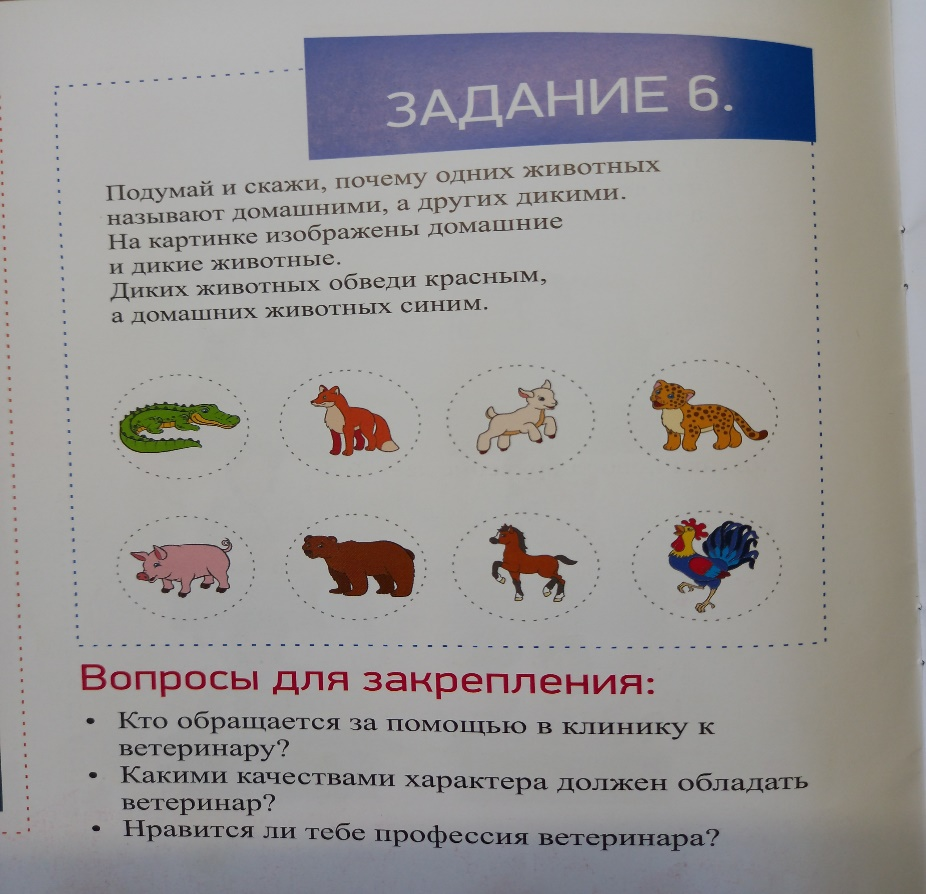 ЗАДАНИЕ 6.
Подумай и скажи, почему одних животных
называют домашними, а других дикими.
На картинке изображены домашние
и дикие животные.
Диких животных обведи красным,
а домашних животных синим.
Вопросы для закрепления:
• Кто обращается за помощью в клинику к
ветеринару?
• Какими качествами характера должен обладать
ветеринар?
• Нравится ли тебе профессия ветеринара?